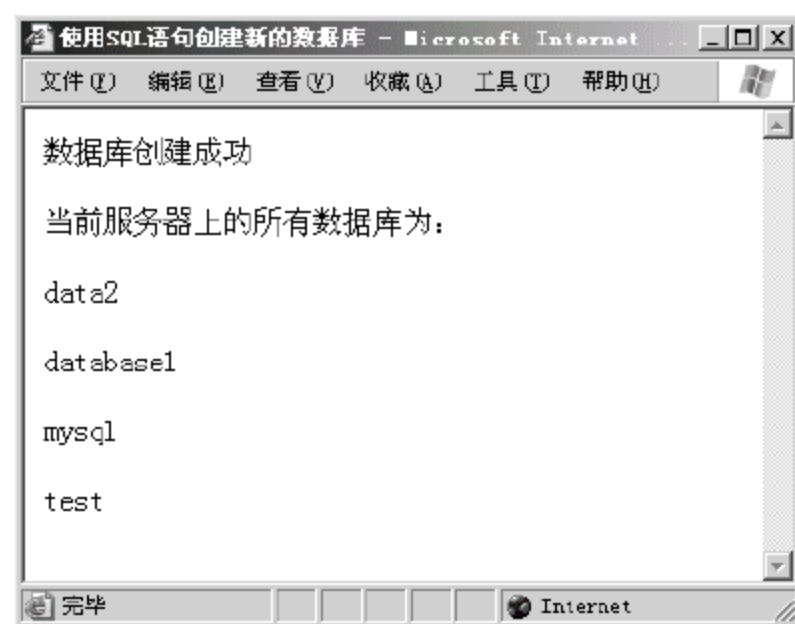 使用SQL语句创建新的数据库 - Microsoft Internet ...
文件(F) 编辑(E) 查看(V) 收藏(A) 工具(T) 帮助(H)
数据库创建成功
当前服务器上的所有数据库为：
data2
database1
mysql
test
完毕 Internet